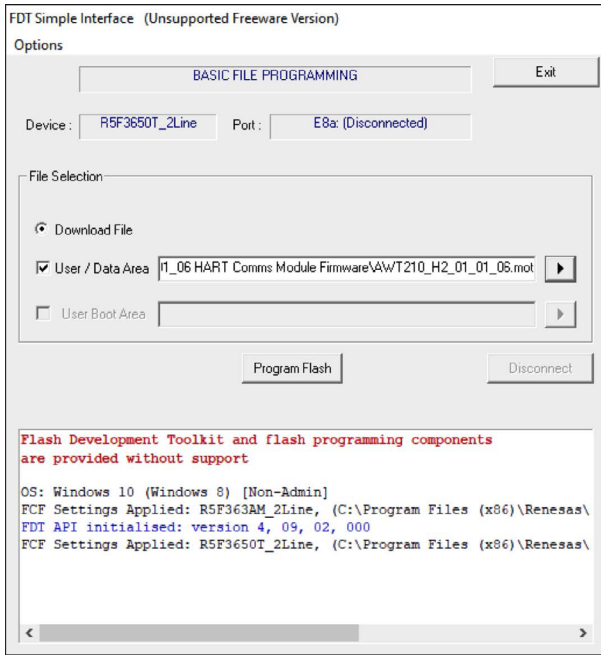 FDT Simple Interface (Unsupported Freeware Version)
Options
BASIC FILE PROGRAMMING
Exit
Device : R5F3650T_2Line Port : E8a: (Disconnected)
File Selection
Download File
User / Data Area 1_06 HART Comms Module Firmware\AWT210_H2_01_01_06.mot
User Boot Area
Program Flash Disconnect
Flash Development Toolkit and flash programming components
are provided without support
OS: Windows 10 (Windows 8) [Non-Admin]
FCF Settings Applied: R5F363AM_2Line, (C:\Program Files (x86)\Renesas\
FDT API initialised: version 4, 09, 02, 000
FCF Settings Applied: R5F3650T_2Line, (C:\Program Files (x86)\Renesas\